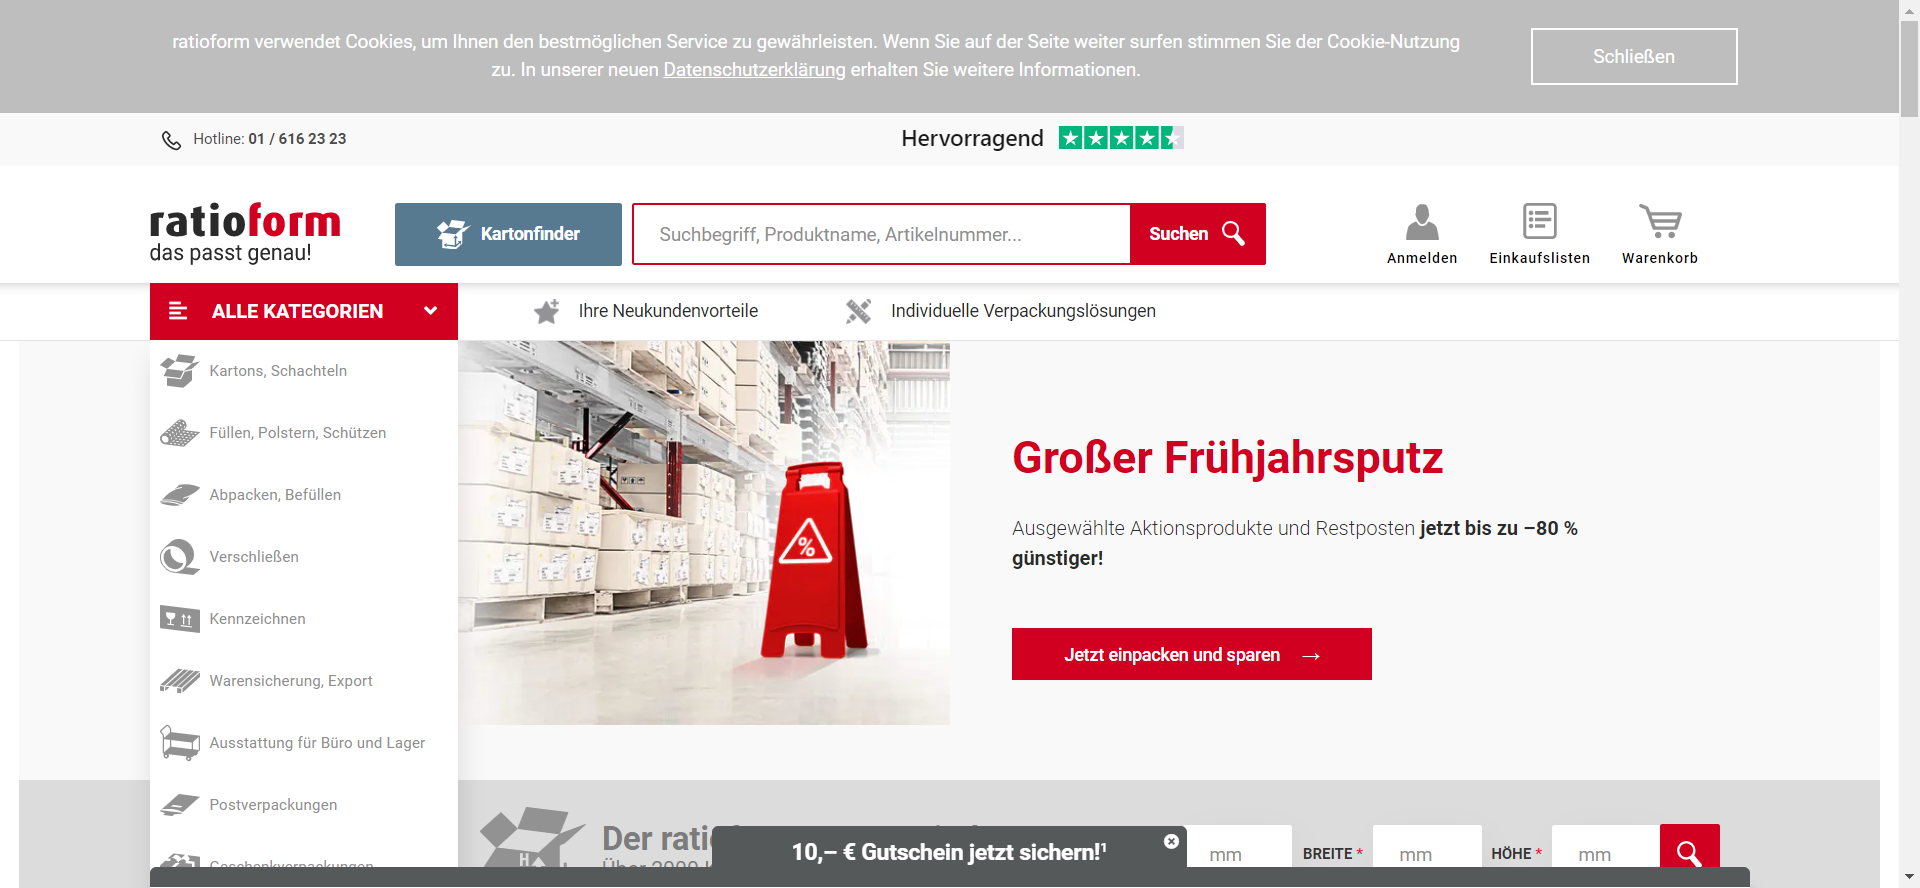 ratioform verwendet Cookies, um Ihnen den bestmöglichen Service zu gewährleisten. Wenn Sie auf der Seite weiter surfen stimmen Sie der Cookie-Nutzung
zu. In unserer neuen Datenschutzerklärung erhalten Sie weitere Informationen.
Schließen
Hotline: 01 / 616 23 23
Hervorragend
ratioform
das passt genau!
Kartonfinder
Suchbegriff, Produktname, Artikelnummer...
Suchen
Anmelden
Einkaufslisten
Warenkorb
ALLE KATEGORIEN
Ihre Neukundenvorteile
Individuelle Verpackungslösungen
Kartons, Schachteln
Füllen, Polstern, Schützen
Abpacken, Befüllen
Verschließen
Kennzeichnen
Warensicherung, Export
Ausstattung für Büro und Lager
Postverpackungen
Geschenkverpackungen
%
Großer Frühjahrsputz
Ausgewählte Aktionsprodukte und Restposten jetzt bis zu –80 %
günstiger!
Jetzt einpacken und sparen →
Der
Über
10,– € Gutschein jetzt sichern!¹
mm
BREITE *
mm
HÖHE *
mm